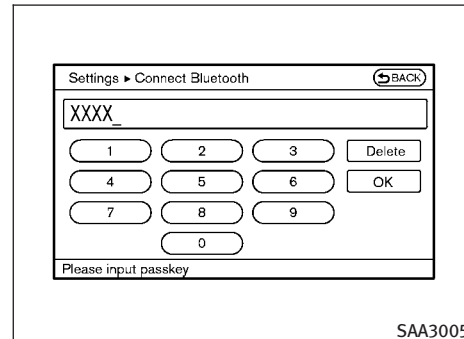 Settings ▸ Connect Bluetooth BACK
XXXX_
1 2 3 Delete
4 5 6 OK
7 8 9
0
Please input passkey
SAA3005